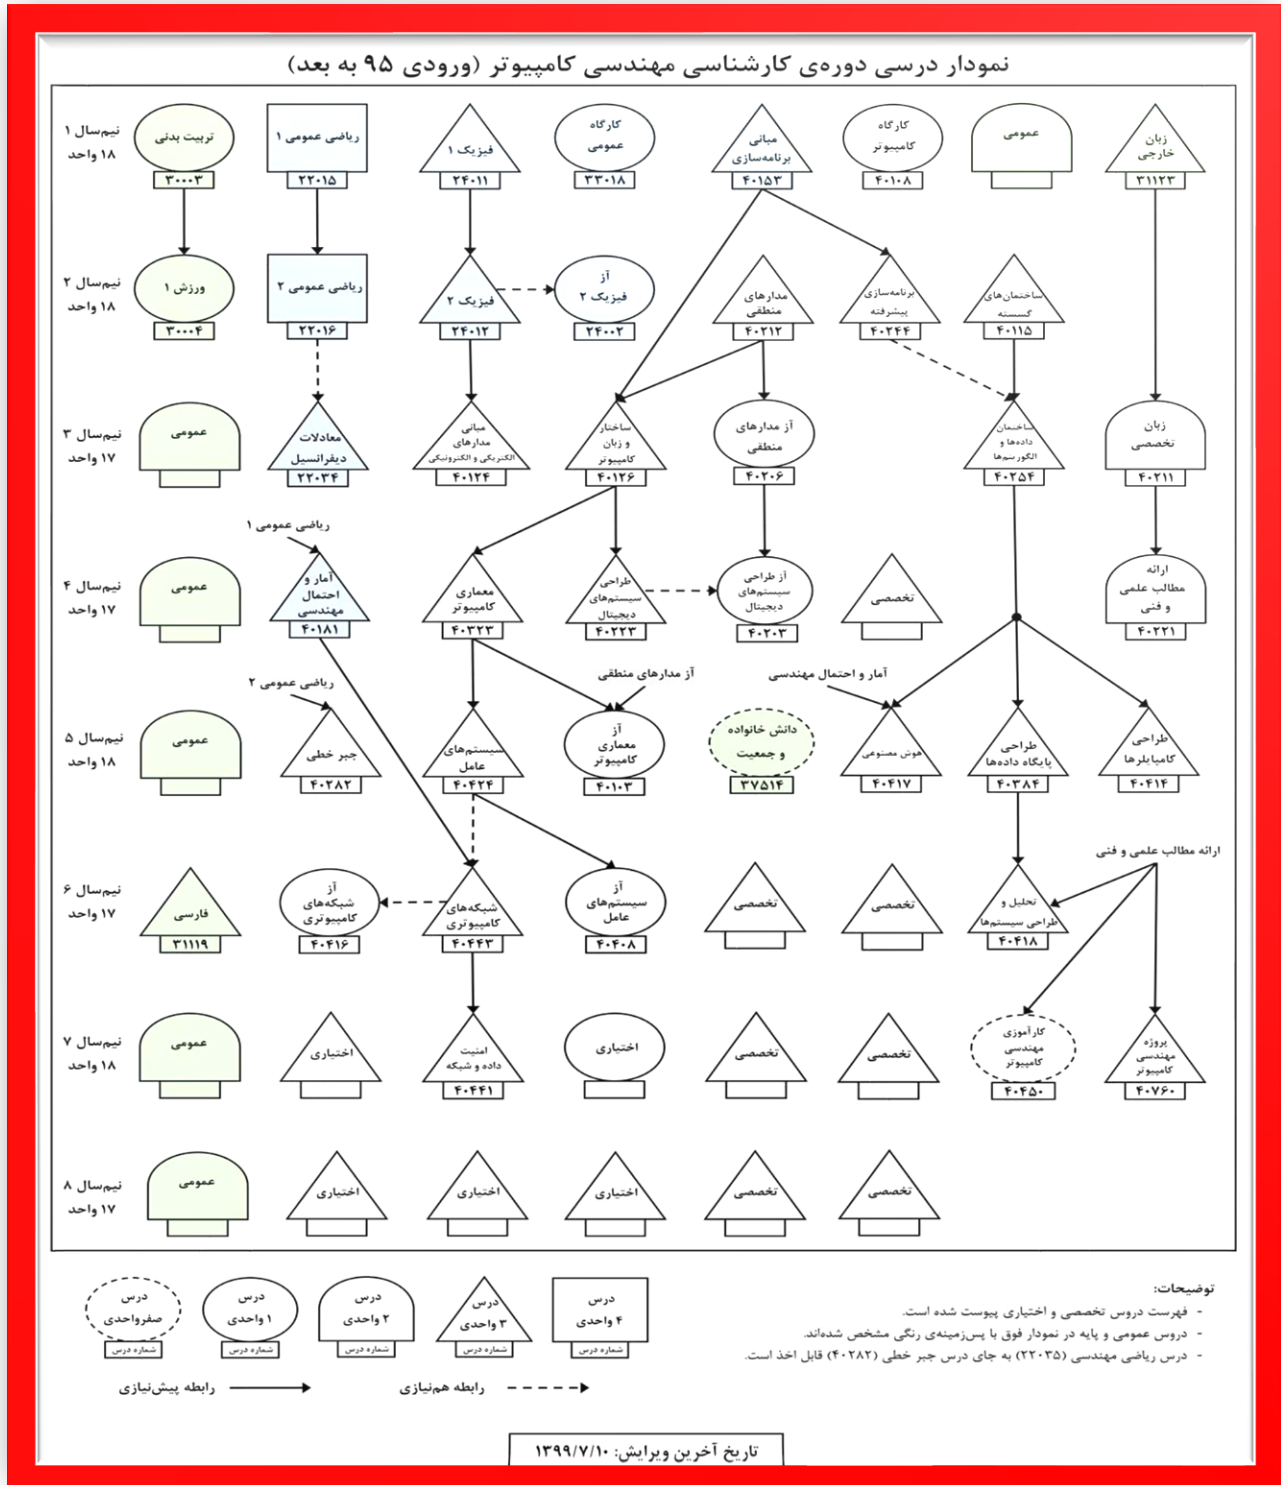 نمودار درسی دوره‌ی کارشناسی مهندسی کامپیوتر (ورودی ۹۵ به بعد)
نیم‌سال ۱
۱۸ واحد
زبان
خارجی
۳۱۱۲۳
عمومی
کارگاه
کامپیوتر
۴۰۱۰۸
مبانی
برنامه‌سازی
۴۰۱۵۳
کارگاه
عمومی
۳۳۰۱۸
فیزیک ۱
۲۴۰۱۱
ریاضی عمومی ۱
۲۲۰۱۵
تربیت بدنی
۳۰۰۰۳
نیم‌سال ۲
۱۸ واحد
ساختمان‌های
گسسته
۴۰۱۱۵
برنامه‌سازی
پیشرفته
۴۰۲۴۴
مدارهای
منطقی
۴۰۲۱۲
آز
فیزیک ۲
۲۴۰۰۲
فیزیک ۲
۲۴۰۱۲
ریاضی عمومی ۲
۲۲۰۱۶
ورزش ۱
۳۰۰۰۴
نیم‌سال ۳
۱۷ واحد
زبان
تخصصی
۴۰۲۱۱
ساختمان
داده‌ها و
الگوریتم‌ها
۴۰۲۵۴
آز مدارهای
منطقی
۴۰۲۰۶
ساختار
و زبان
کامپیوتر
۴۰۱۲۶
مبانی
مدارهای
الکتریکی و الکترونیکی
۴۰۱۲۴
معادلات
دیفرانسیل
۲۲۰۳۴
عمومی
ریاضی عمومی ۱
نیم‌سال ۴
۱۷ واحد
ارائه
مطالب علمی
و فنی
۴۰۲۲۱
تخصصی
آز طراحی
سیستم‌های
دیجیتال
۴۰۲۰۳
طراحی
سیستم‌های
دیجیتال
۴۰۲۲۳
معماری
کامپیوتر
۴۰۳۲۳
آمار و
احتمال
مهندسی
۴۰۱۸۱
عمومی
آمار و احتمال مهندسی
آز مدارهای منطقی
ریاضی عمومی ۲
نیم‌سال ۵
۱۸ واحد
طراحی
کامپایلرها
۴۰۴۱۴
طراحی
پایگاه داده‌ها
۴۰۳۸۴
هوش مصنوعی
۴۰۴۱۷
دانش خانواده
و جمعیت
۳۷۵۱۴
آز
معماری
کامپیوتر
۴۰۱۰۳
سیستم‌های
عامل
۴۰۴۲۴
جبر خطی
۴۰۲۸۲
عمومی
ارائه مطالب علمی و فنی
نیم‌سال ۶
۱۷ واحد
تحلیل و
طراحی سیستم‌ها
۴۰۴۱۸
تخصصی
تخصصی
آز
سیستم‌های
عامل
۴۰۴۰۸
شبکه‌های
کامپیوتری
۴۰۴۴۳
آز
شبکه‌های
کامپیوتری
۴۰۴۱۶
فارسی
۳۱۱۱۹
نیم‌سال ۷
۱۸ واحد
پروژه
مهندسی
کامپیوتر
۴۰۷۶۰
کارآموزی
مهندسی
کامپیوتر
۴۰۴۵۰
تخصصی
تخصصی
اختیاری
امنیت
داده و شبکه
۴۰۴۴۱
اختیاری
عمومی
نیم‌سال ۸
۱۷ واحد
تخصصی
تخصصی
اختیاری
اختیاری
اختیاری
عمومی
توضیحات:
- فهرست دروس تخصصی و اختیاری پیوست شده است.
- دروس عمومی و پایه در نمودار فوق با پس‌زمینه‌ی رنگی مشخص شده‌اند.
- درس ریاضی مهندسی (۲۲۰۳۵) به جای درس جبر خطی (۴۰۲۸۲) قابل اخذ است.
درس
۴ واحدی
شماره درس
درس
۳ واحدی
شماره درس
درس
۲ واحدی
شماره درس
درس
۱ واحدی
شماره درس
درس
صفرواحدی
شماره درس
رابطه هم‌نیازی
رابطه پیش‌نیازی
تاریخ آخرین ویرایش: ۱۳۹۹/۷/۱۰